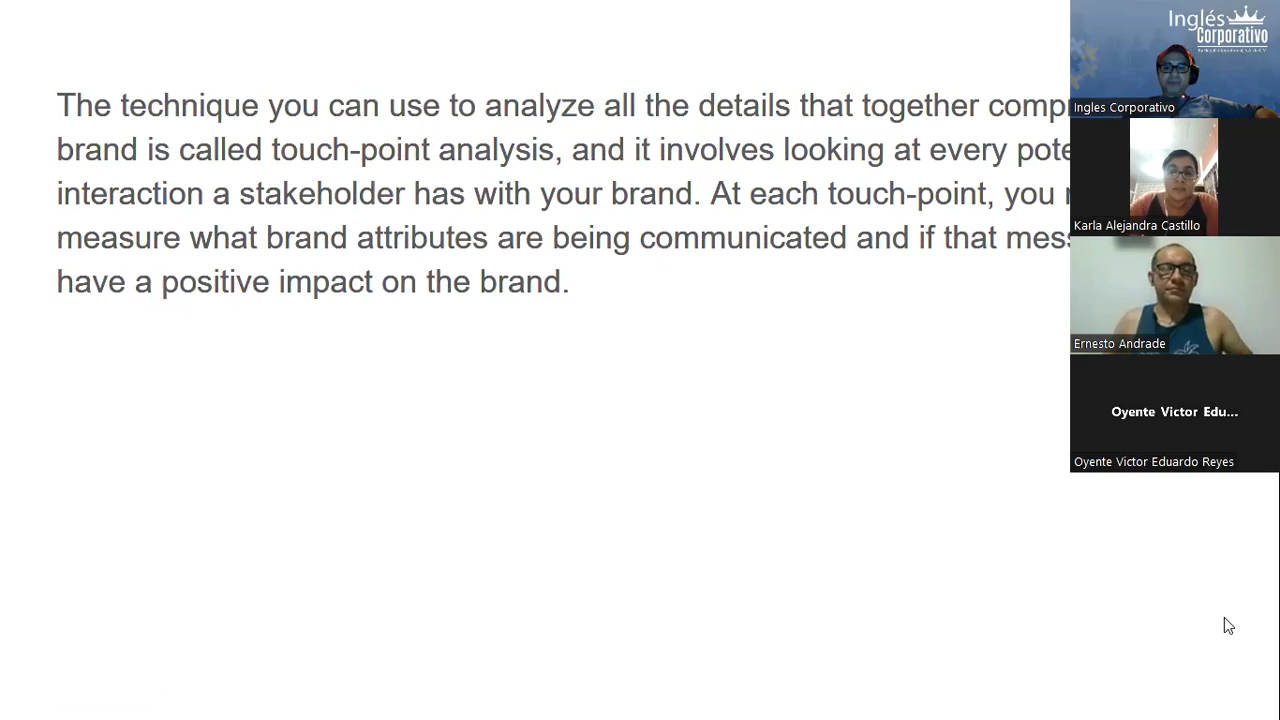 The technique you can use to analyze all the details that together
brand is called touch-point analysis, and it involves looking at every
interaction a stakeholder has with your brand. At each touch-point, you
measure what brand attributes are being communicated and if that
have a positive impact on the brand.
Inglés
Corporativo
Ingles Corporativo
Karla Alejandra Castillo
Ernesto Andrade
Oyente Victor Edu...
Oyente Victor Eduardo Reyes